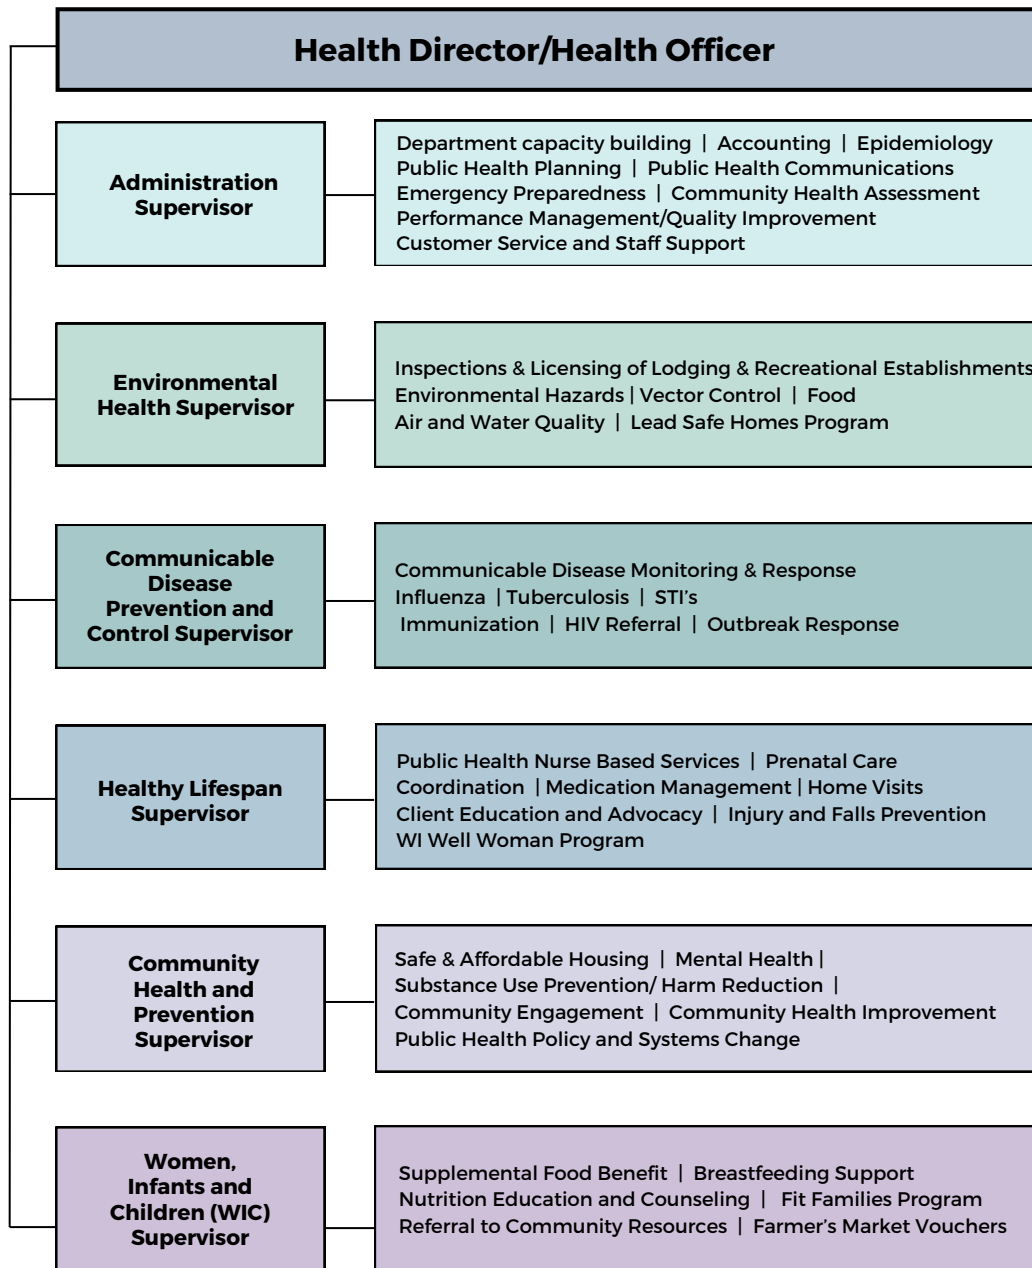 Health Director/Health Officer
Administration
Supervisor
Department capacity building | Accounting | Epidemiology
Public Health Planning | Public Health Communications
Emergency Preparedness | Community Health Assessment
Performance Management/Quality Improvement
Customer Service and Staff Support
Environmental
Health Supervisor
Inspections & Licensing of Lodging & Recreational Establishments
Environmental Hazards | Vector Control | Food
Air and Water Quality | Lead Safe Homes Program
Communicable
Disease
Prevention and
Control Supervisor
Communicable Disease Monitoring & Response
Influenza | Tuberculosis | STI's
Immunization | HIV Referral | Outbreak Response
Healthy Lifespan
Supervisor
Public Health Nurse Based Services | Prenatal Care
Coordination | Medication Management | Home Visits
Client Education and Advocacy | Injury and Falls Prevention
WI Well Woman Program
Community
Health and
Prevention
Supervisor
Safe & Affordable Housing | Mental Health |
Substance Use Prevention/ Harm Reduction |
Community Engagement | Community Health Improvement
Public Health Policy and Systems Change
Women,
Infants and
Children (WIC)
Supervisor
Supplemental Food Benefit | Breastfeeding Support
Nutrition Education and Counseling | Fit Families Program
Referral to Community Resources | Farmer's Market Vouchers